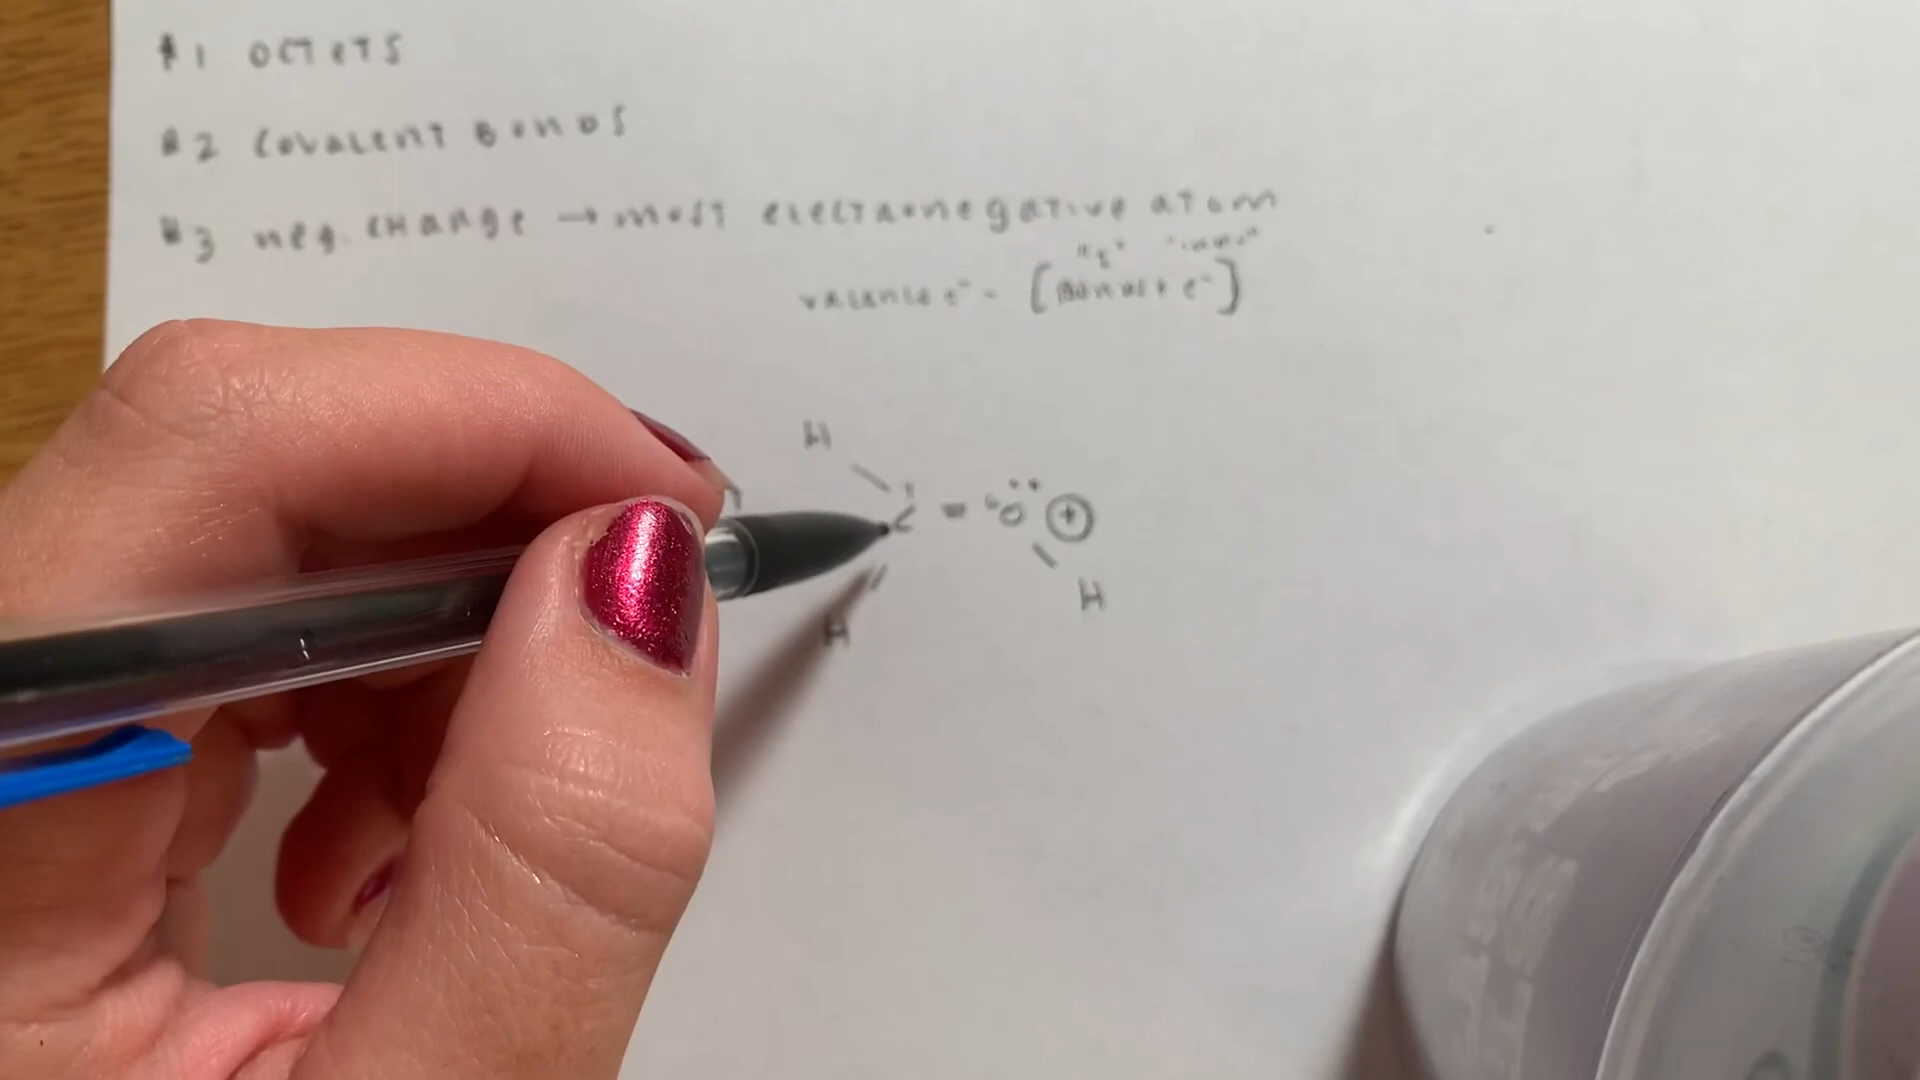 #1 OCTETS
#2 COVALENT BONDS
#3 neg. CHARGE → MOST electronegative ATOM
valence e⁻ - [BONDS + e⁻]
H
C = O ⊕
H H